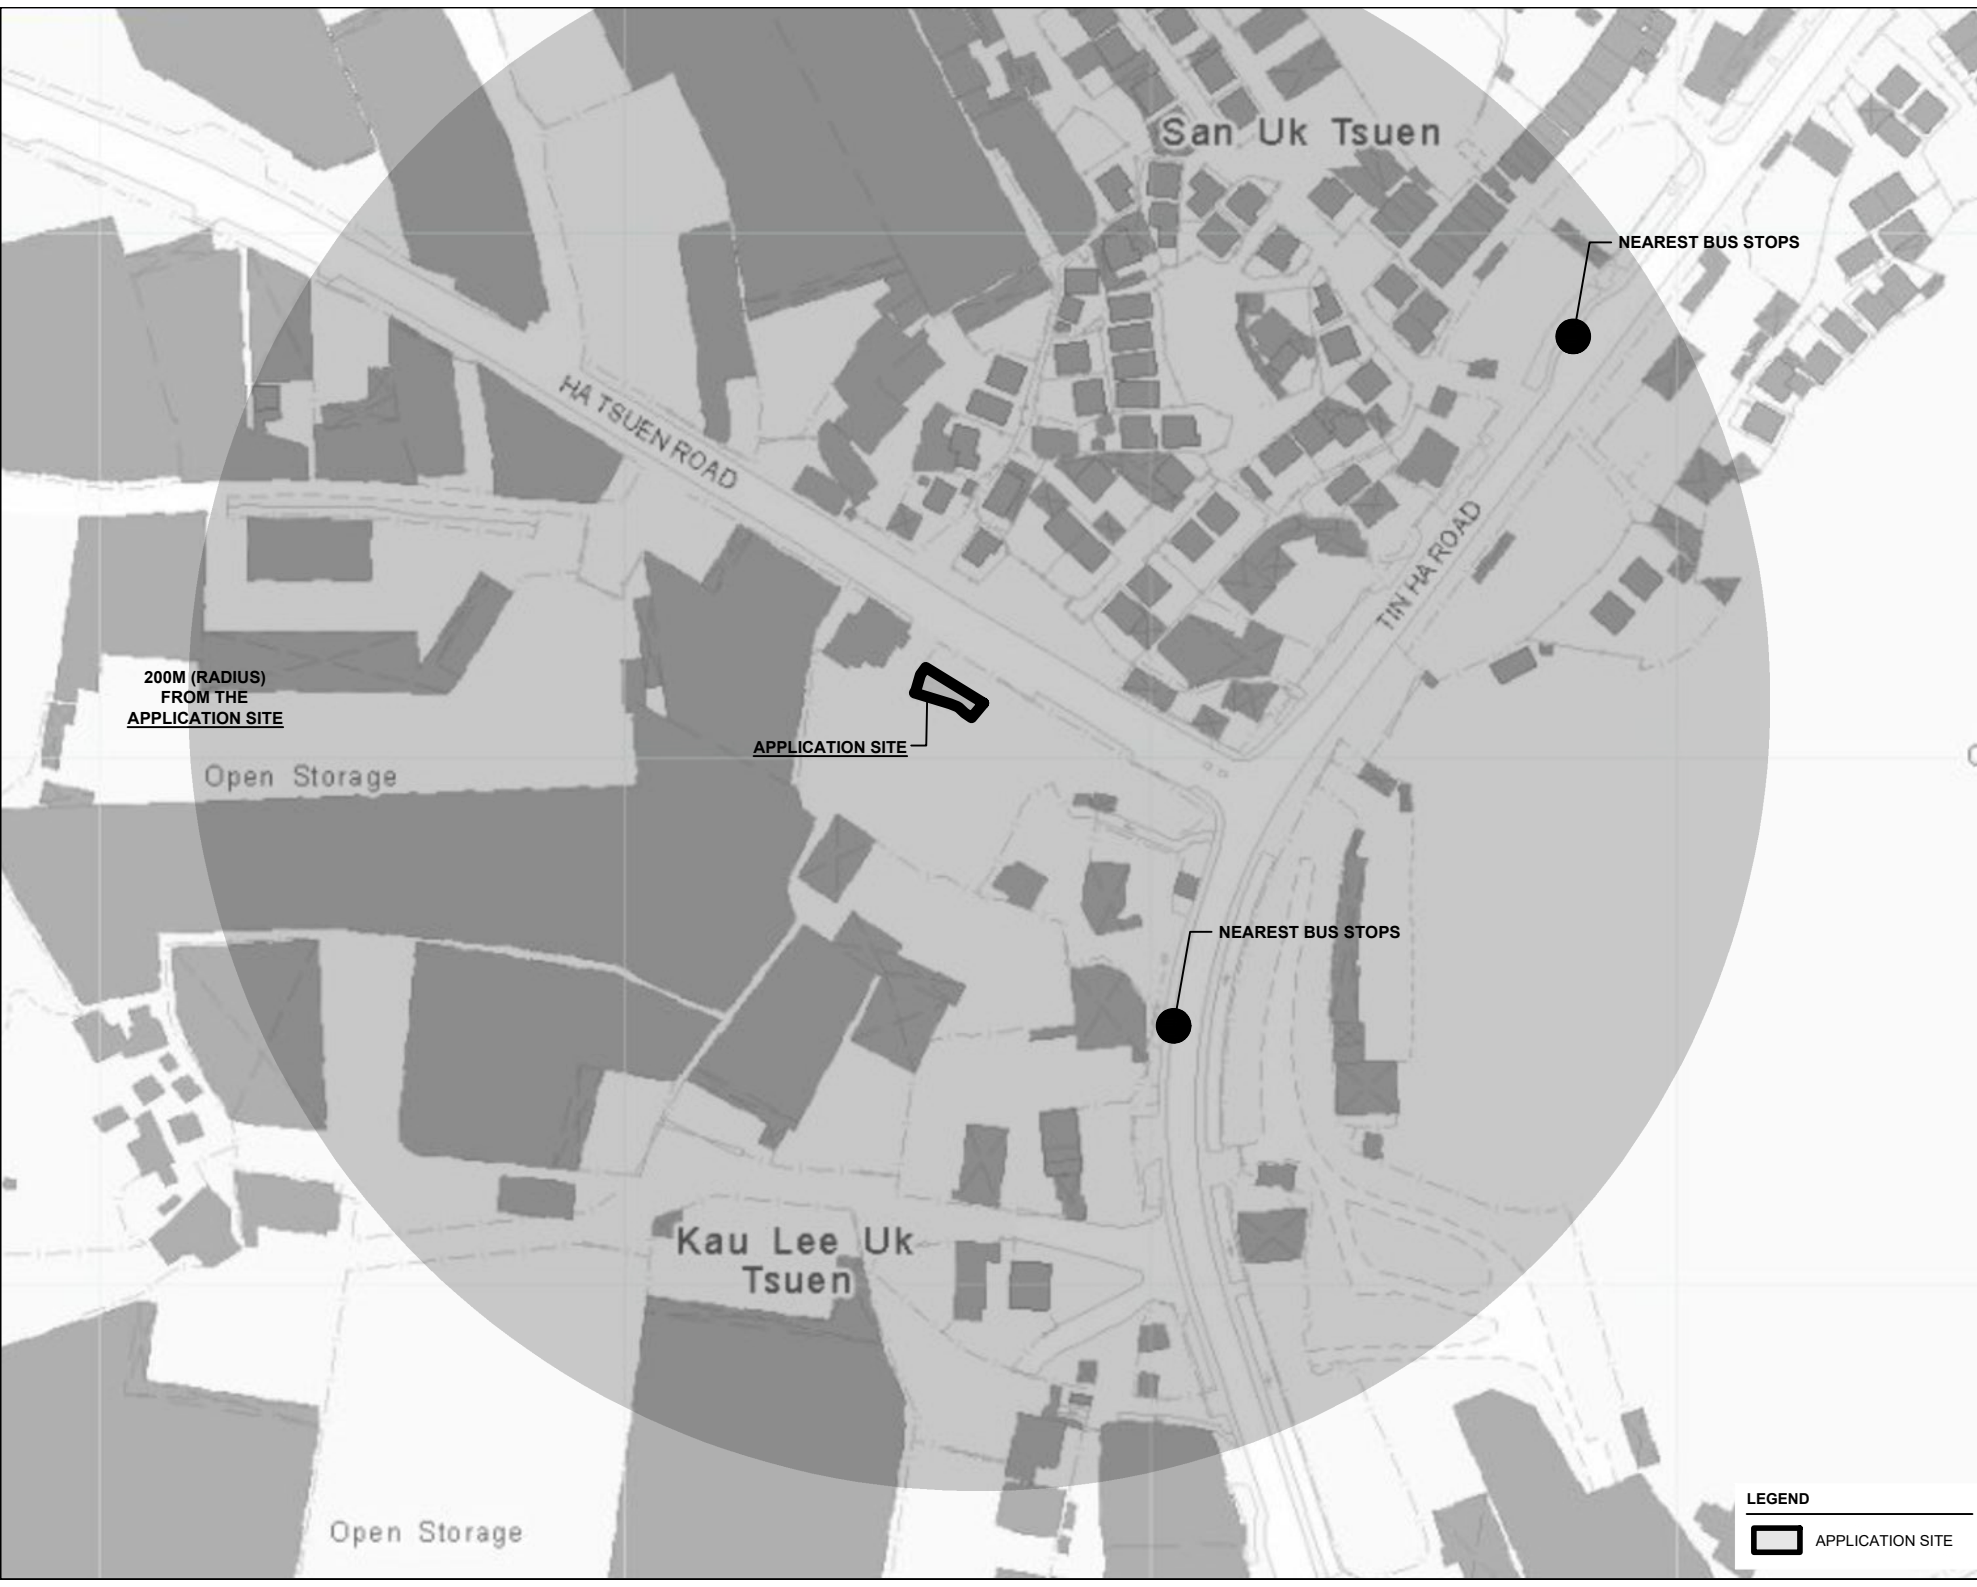 San Uk Tsuen
NEAREST BUS STOPS
HA TSUEN ROAD
TIN HA ROAD
200M (RADIUS)
FROM THE
APPLICATION SITE
APPLICATION SITE
Open Storage
NEAREST BUS STOPS
Kau Lee Uk
Tsuen
Open Storage
LEGEND
APPLICATION SITE